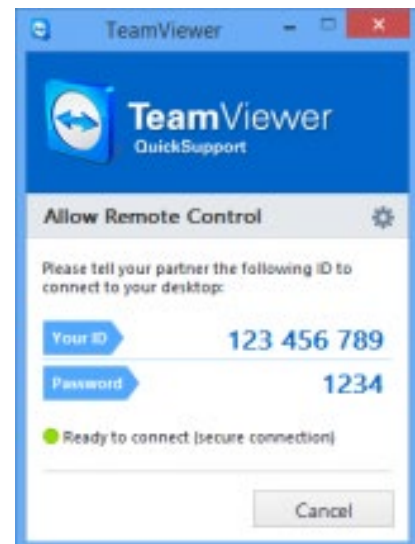 TeamViewer
TeamViewer
QuickSupport
Allow Remote Control
Please tell your partner the following ID to
connect to your desktop:
Your ID 123 456 789
Password 1234
Ready to connect (secure connection)
Cancel